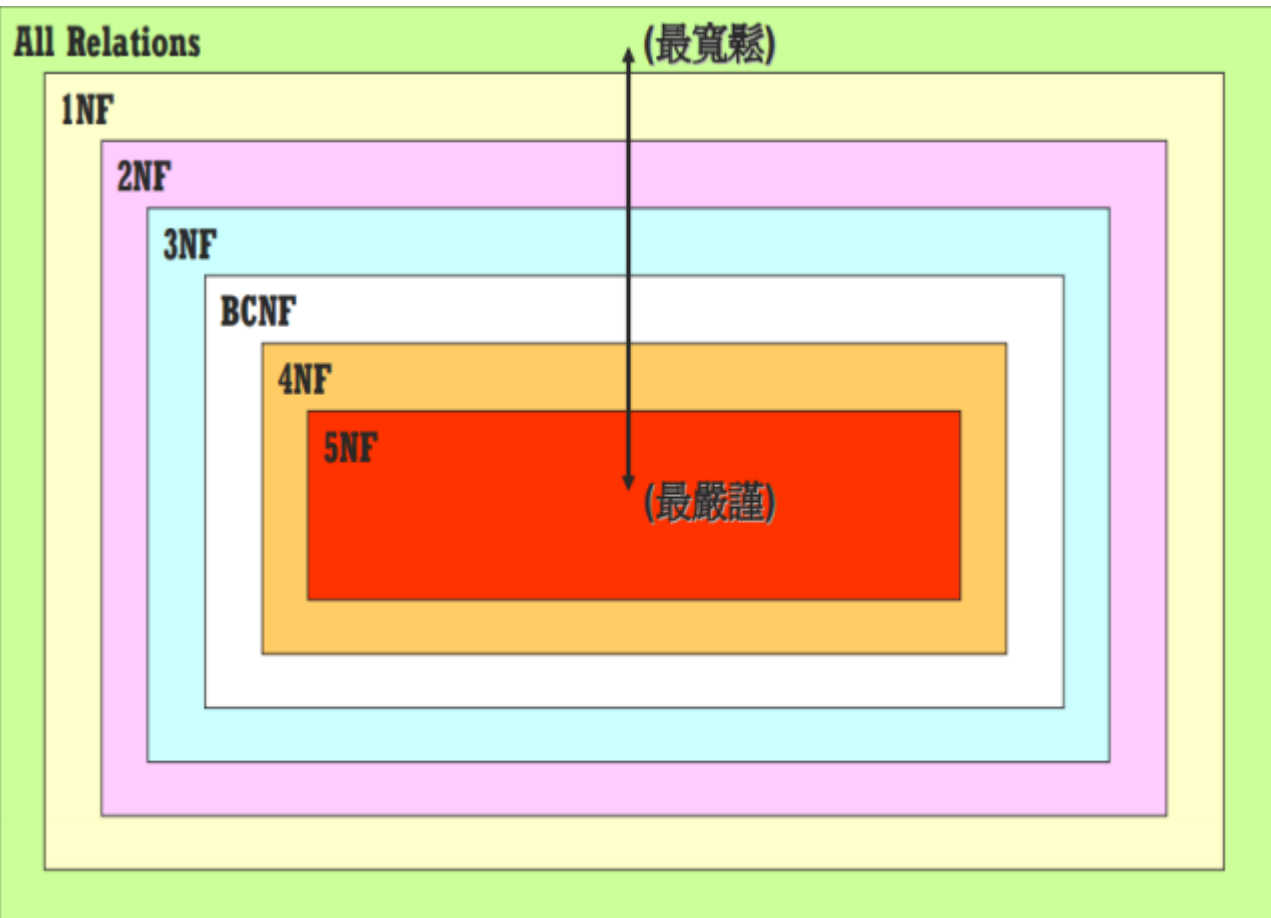 All Relations
(最寬鬆)
1NF
2NF
3NF
BCNF
4NF
5NF
(最嚴謹)